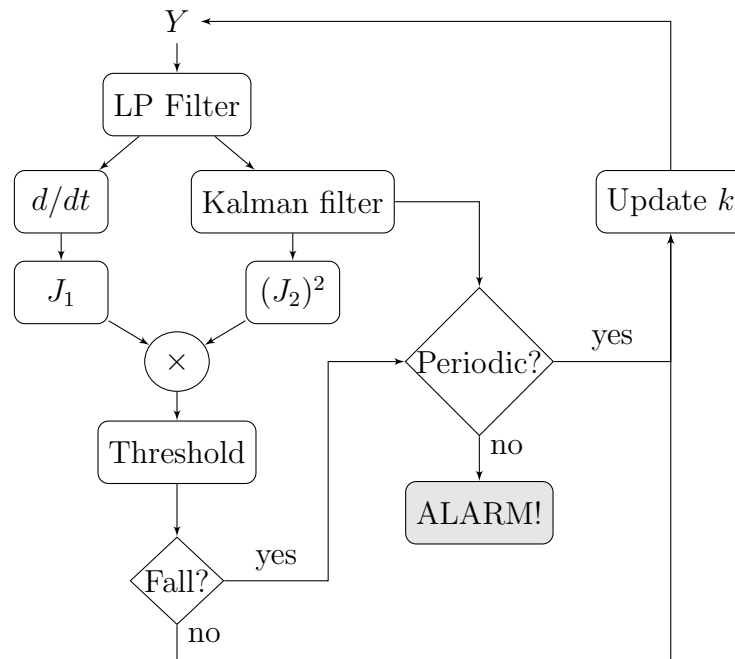 Y
LP Filter
d/dt
Kalman filter
Update k
J₁
(J₂)²
×
Periodic?
yes
Threshold
no
ALARM!
yes
Fall?
no